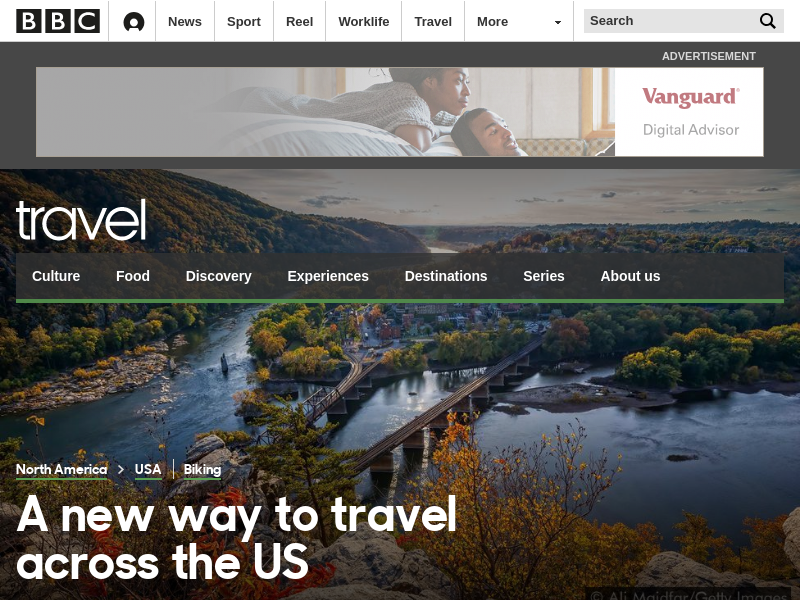 BBC News Sport Reel Worklife Travel More Search
ADVERTISEMENT
Vanguard
Digital Advisor
travel
Culture Food Discovery Experiences Destinations Series About us
North America USA Biking
A new way to travel
across the US
© Ali Majdfar/Getty Images